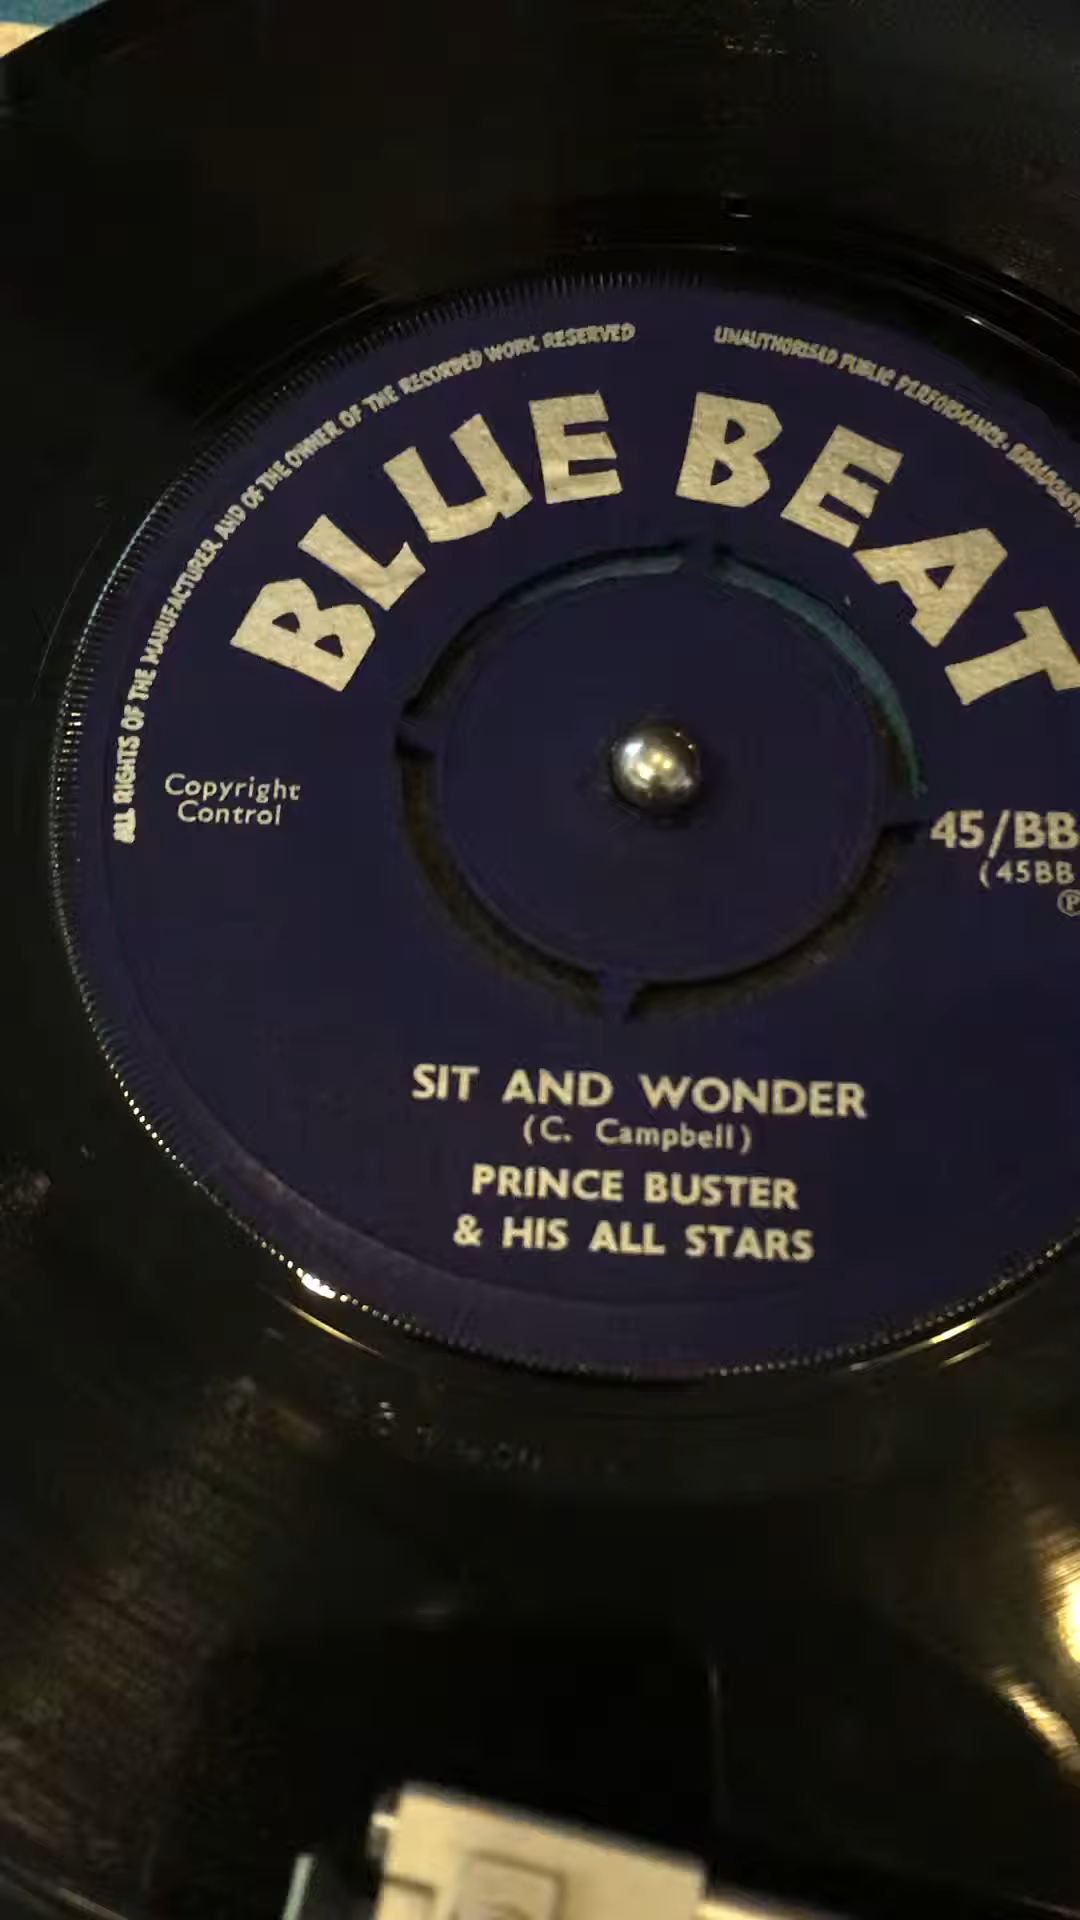 ALL RIGHTS OF THE MANUFACTURER AND OF THE OWNER OF THE RECORDED WORK RESERVED
UNAUTHORISED PUBLIC PERFORMANCE·
BLUE BEAT
Copyright
Control
45/BB
(45BB
℗
SIT AND WONDER
(C. Campbell)
PRINCE BUSTER
& HIS ALL STARS